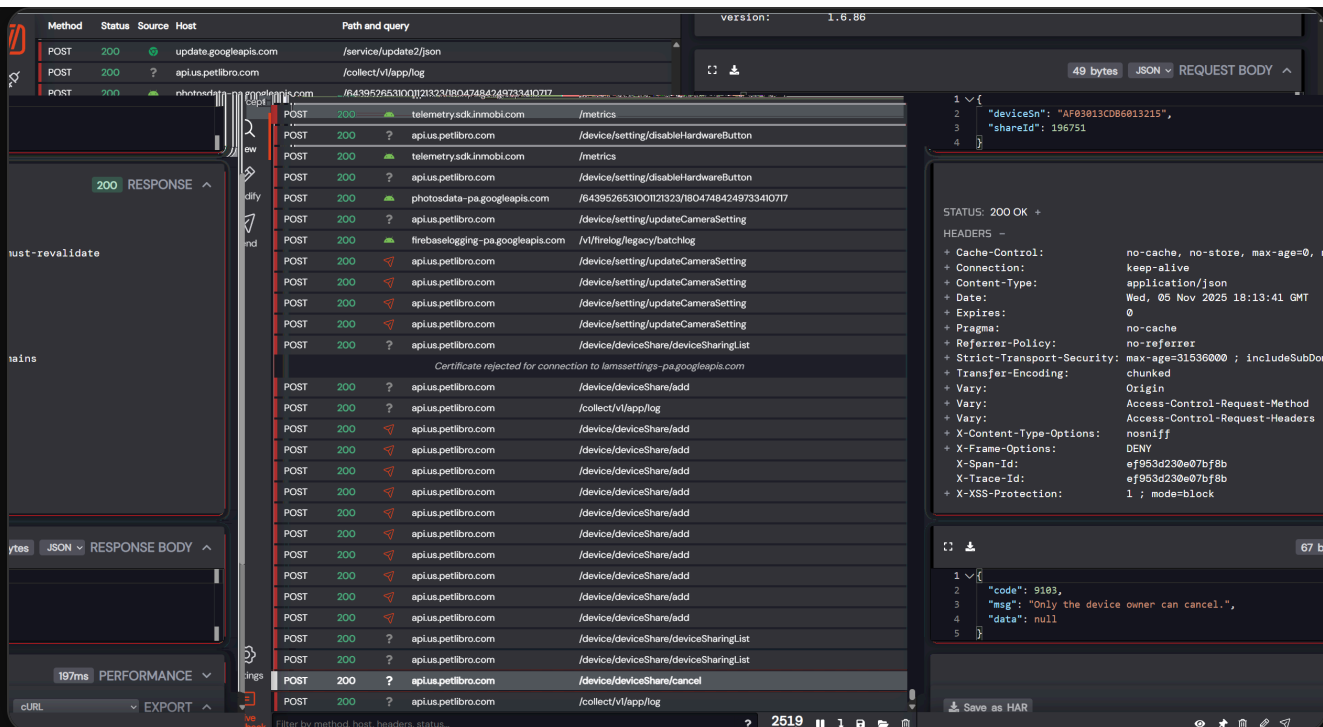 Method Status Source Host Path and query
POST 200 update.googleapis.com /service/update2/json
POST 200 ? api.us.petlibro.com /collect/v1/app/log
POST 200 photosdata-pa.googleapis.com /6439526531001121323/18047484249733410717
version: 1.6.86
49 bytes JSON REQUEST BODY
1 {
2 "deviceSn": "AF03013CDB6013215",
3 "shareId": 196751
4 }
200 RESPONSE
must-revalidate
mains
ytes JSON RESPONSE BODY
197ms PERFORMANCE
cURL EXPORT
cept
ew
dify
nd
ings
ve
POST 200 telemetry.sdk.inmobi.com /metrics
POST 200 ? api.us.petlibro.com /device/setting/disableHardwareButton
POST 200 telemetry.sdk.inmobi.com /metrics
POST 200 ? api.us.petlibro.com /device/setting/disableHardwareButton
POST 200 photosdata-pa.googleapis.com /6439526531001121323/18047484249733410717
POST 200 ? api.us.petlibro.com /device/setting/updateCameraSetting
POST 200 firebaselogging-pa.googleapis.com /v1/firelog/legacy/batchlog
POST 200 api.us.petlibro.com /device/setting/updateCameraSetting
POST 200 api.us.petlibro.com /device/setting/updateCameraSetting
POST 200 api.us.petlibro.com /device/setting/updateCameraSetting
POST 200 api.us.petlibro.com /device/setting/updateCameraSetting
POST 200 ? api.us.petlibro.com /device/deviceShare/deviceSharingList
Certificate rejected for connection to lamssettings-pa.googleapis.com
POST 200 ? api.us.petlibro.com /device/deviceShare/add
POST 200 ? api.us.petlibro.com /collect/v1/app/log
POST 200 api.us.petlibro.com /device/deviceShare/add
POST 200 api.us.petlibro.com /device/deviceShare/add
POST 200 api.us.petlibro.com /device/deviceShare/add
POST 200 api.us.petlibro.com /device/deviceShare/add
POST 200 api.us.petlibro.com /device/deviceShare/add
POST 200 api.us.petlibro.com /device/deviceShare/add
POST 200 api.us.petlibro.com /device/deviceShare/add
POST 200 api.us.petlibro.com /device/deviceShare/add
POST 200 api.us.petlibro.com /device/deviceShare/add
POST 200 api.us.petlibro.com /device/deviceShare/add
POST 200 ? api.us.petlibro.com /device/deviceShare/deviceSharingList
POST 200 ? api.us.petlibro.com /device/deviceShare/deviceSharingList
POST 200 ? api.us.petlibro.com /device/deviceShare/cancel
POST 200 ? api.us.petlibro.com /collect/v1/app/log
Filter by method, host, headers, status...
? 2519
STATUS: 200 OK +
HEADERS −
+ Cache-Control: no-cache, no-store, max-age=0,
+ Connection: keep-alive
+ Content-Type: application/json
+ Date: Wed, 05 Nov 2025 18:13:41 GMT
+ Expires: 0
+ Pragma: no-cache
+ Referrer-Policy: no-referrer
+ Strict-Transport-Security: max-age=31536000 ; includeSubDo
+ Transfer-Encoding: chunked
+ Vary: Origin
+ Vary: Access-Control-Request-Method
+ Vary: Access-Control-Request-Headers
+ X-Content-Type-Options: nosniff
+ X-Frame-Options: DENY
X-Span-Id: ef953d230e07bf8b
X-Trace-Id: ef953d230e07bf8b
+ X-XSS-Protection: 1 ; mode=block
67 b
1 {
2 "code": 9103,
3 "msg": "Only the device owner can cancel.",
4 "data": null
5 }
Save as HAR